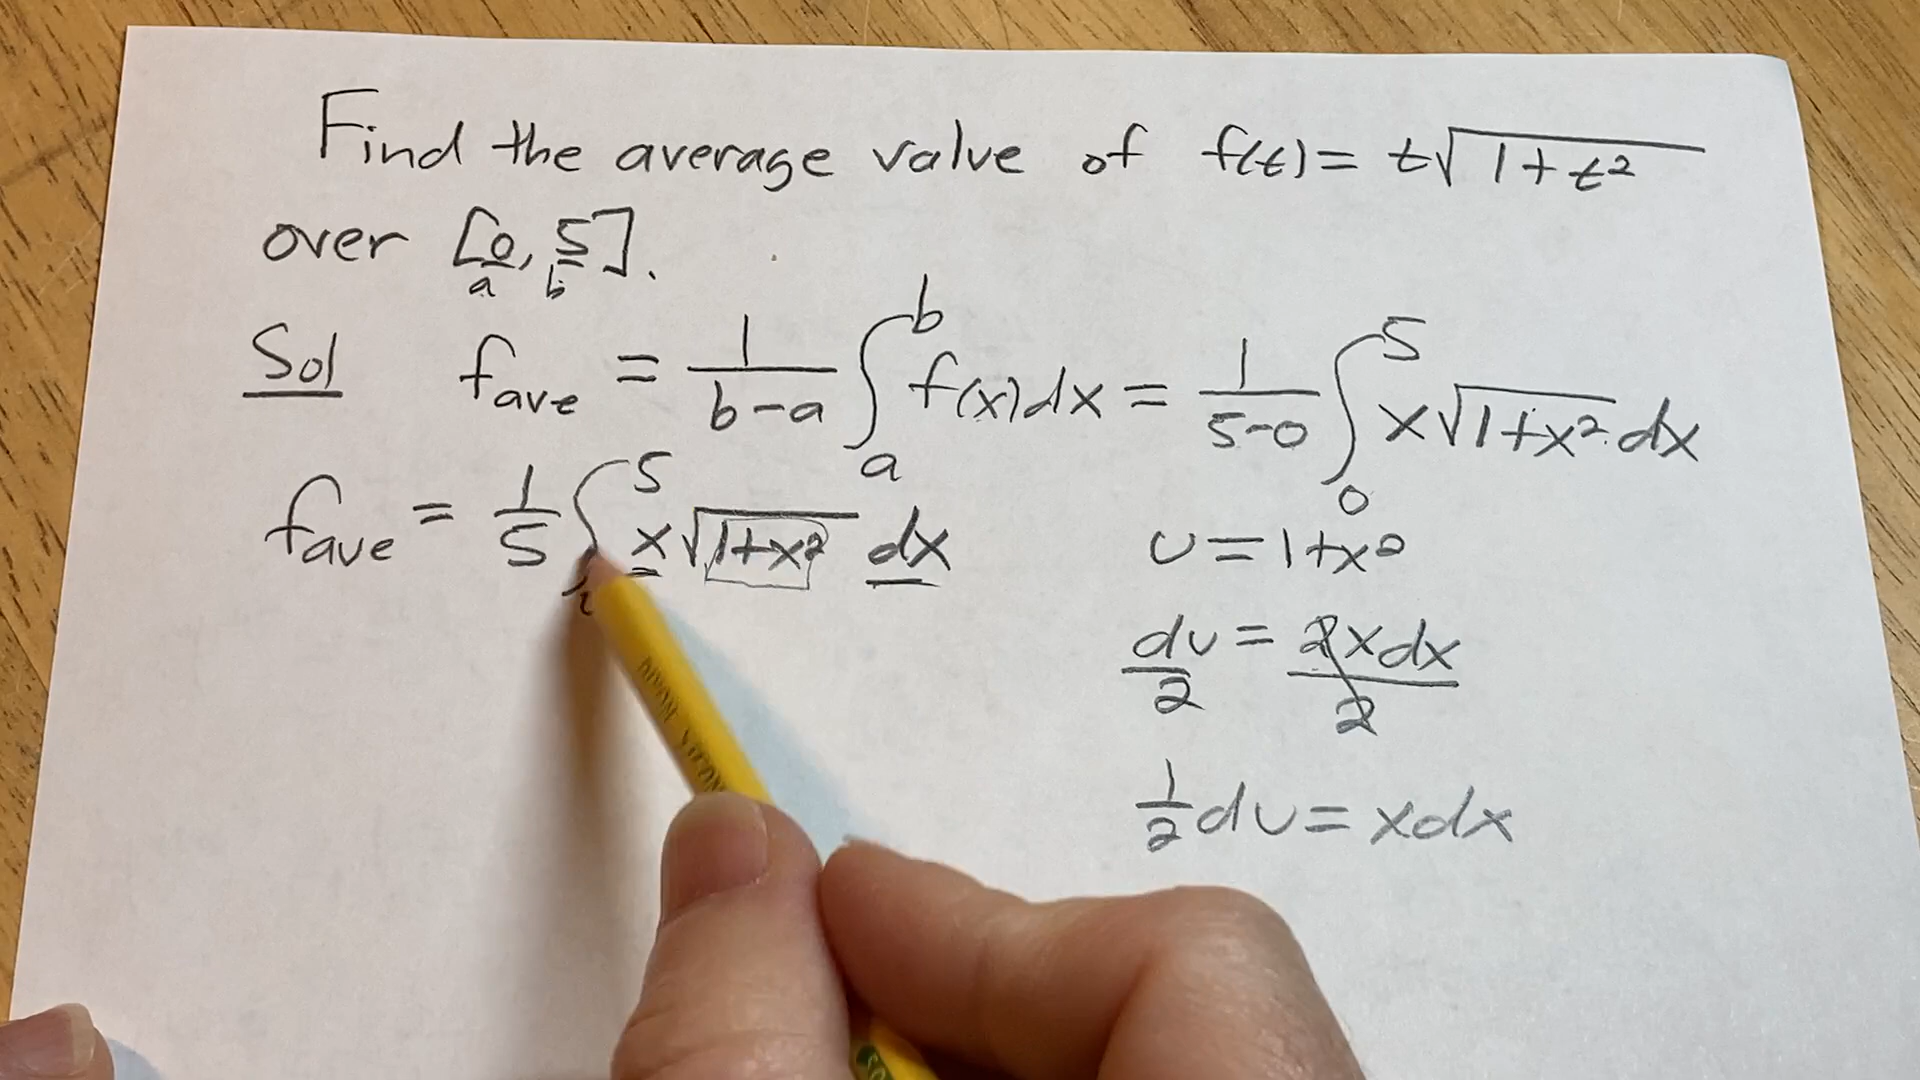 Find the average value of f(t) = t√(1+t²)
over [0, 5].
a b
Sol f_ave = 1/(b-a) ∫_a^b f(x)dx = 1/(5-0) ∫_0^5 x√(1+x²) dx
f_ave = 1/5 ∫^5 x√(1+x²) dx
u = 1+x²
du/2 = 2xdx/2
1/2 du = xdx